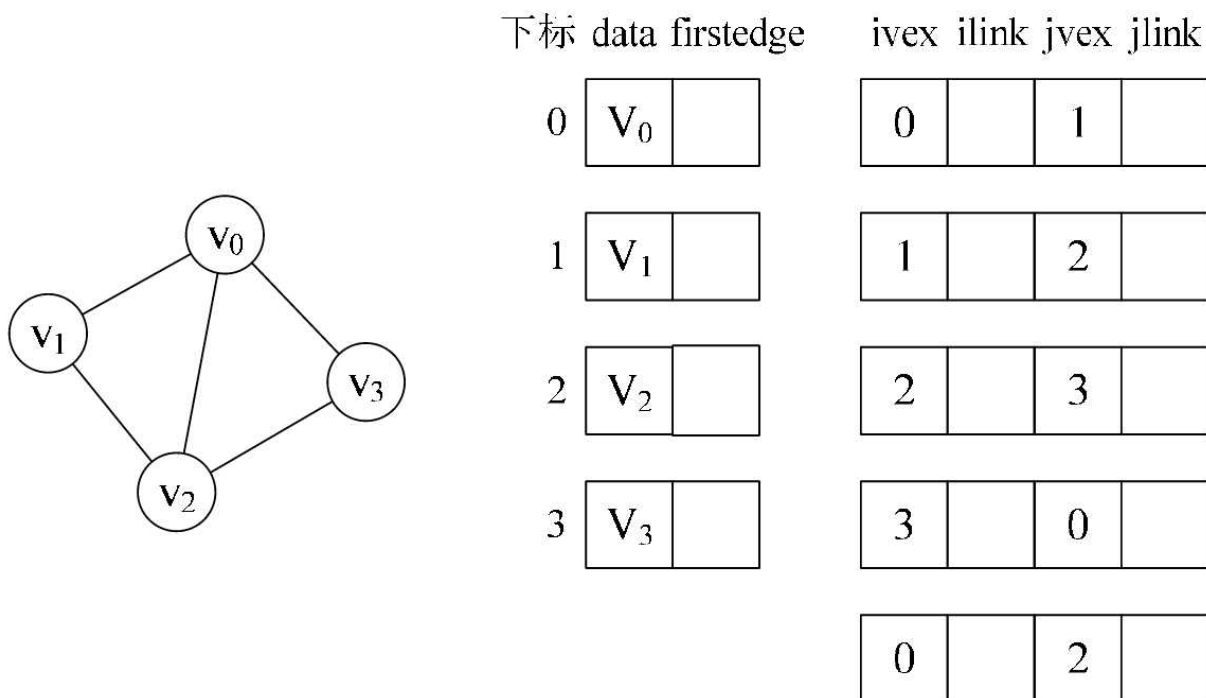 下标 data firstedge ivex ilink jvex jlink
0 V₀ 0 1
v₀
1 V₁ 1 2
v₁
2 V₂ 2 3
v₃
v₂
3 V₃ 3 0
0 2